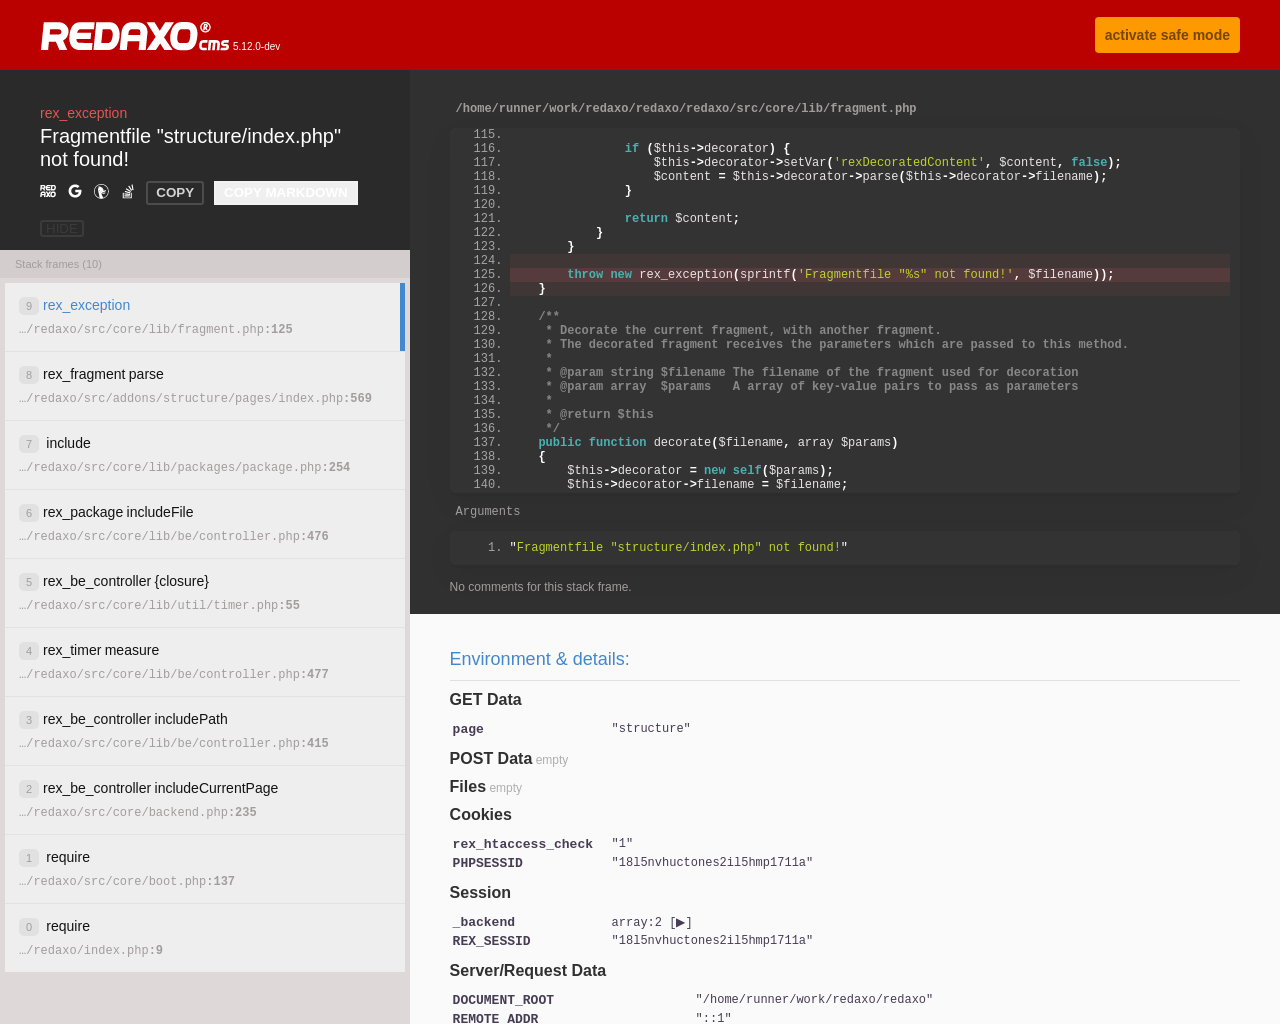 REDAXO® cms 5.12.0-dev
activate safe mode
rex_exception
Fragmentfile "structure/index.php"
not found!
RED
AXO
COPY
COPY MARKDOWN
HIDE
Stack frames (10)
9 rex_exception
…/redaxo/src/core/lib/fragment.php:125
8 rex_fragment parse
…/redaxo/src/addons/structure/pages/index.php:569
7 include
…/redaxo/src/core/lib/packages/package.php:254
6 rex_package includeFile
…/redaxo/src/core/lib/be/controller.php:476
5 rex_be_controller {closure}
…/redaxo/src/core/lib/util/timer.php:55
4 rex_timer measure
…/redaxo/src/core/lib/be/controller.php:477
3 rex_be_controller includePath
…/redaxo/src/core/lib/be/controller.php:415
2 rex_be_controller includeCurrentPage
…/redaxo/src/core/backend.php:235
1 require
…/redaxo/src/core/boot.php:137
0 require
…/redaxo/index.php:9
/home/runner/work/redaxo/redaxo/redaxo/src/core/lib/fragment.php
115.
116. if ($this->decorator) {
117. $this->decorator->setVar('rexDecoratedContent', $content, false);
118. $content = $this->decorator->parse($this->decorator->filename);
119. }
120.
121. return $content;
122. }
123. }
124.
125. throw new rex_exception(sprintf('Fragmentfile "%s" not found!', $filename));
126. }
127.
128. /**
129. * Decorate the current fragment, with another fragment.
130. * The decorated fragment receives the parameters which are passed to this method.
131. *
132. * @param string $filename The filename of the fragment used for decoration
133. * @param array  $params   A array of key-value pairs to pass as parameters
134. *
135. * @return $this
136. */
137. public function decorate($filename, array $params)
138. {
139. $this->decorator = new self($params);
140. $this->decorator->filename = $filename;
Arguments
1. "Fragmentfile "structure/index.php" not found!"
No comments for this stack frame.
Environment & details:
GET Data
page "structure"
POST Data empty
Files empty
Cookies
rex_htaccess_check "1"
PHPSESSID "18l5nvhuctones2il5hmp1711a"
Session
_backend array:2 [▶]
REX_SESSID "18l5nvhuctones2il5hmp1711a"
Server/Request Data
DOCUMENT_ROOT "/home/runner/work/redaxo/redaxo"
REMOTE_ADDR "::1"